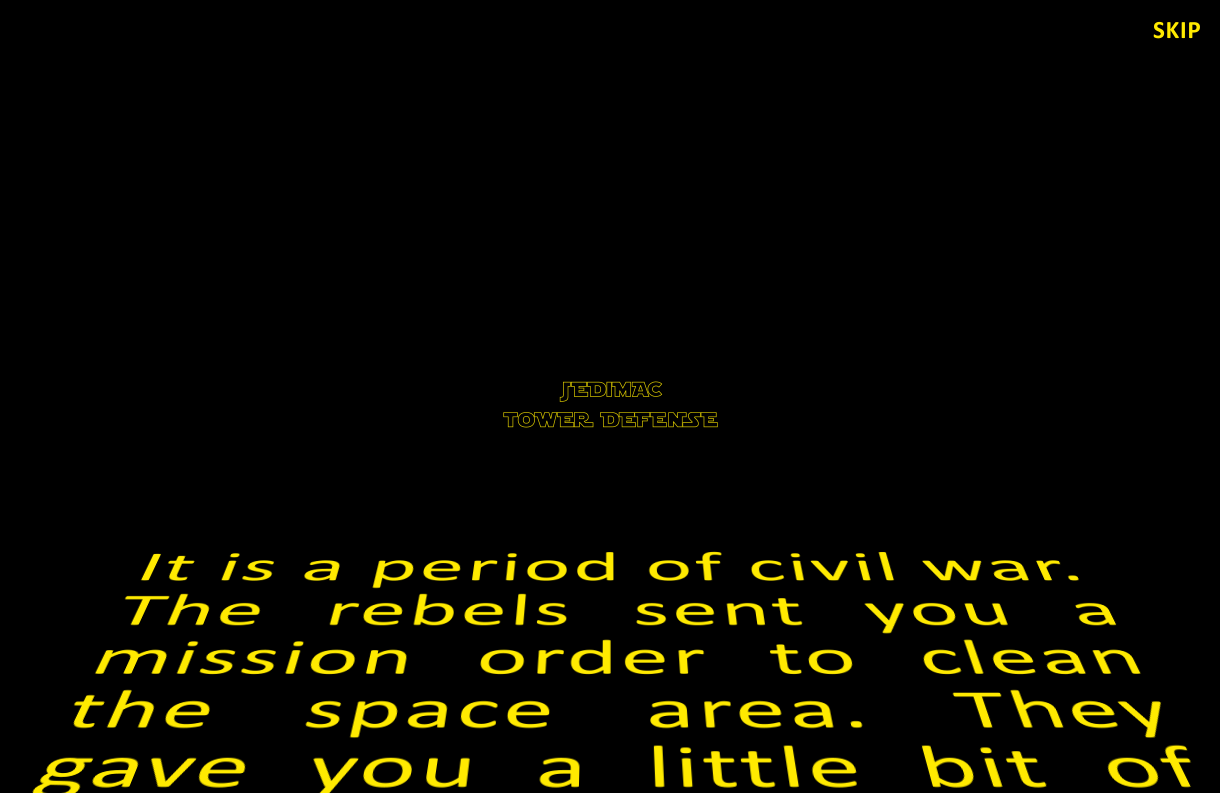 SKIP
JEDIMAC
TOWER DEFENSE
It is a period of civil war.
The rebels sent you a
mission order to clean
the space area. They
gave you a little bit of